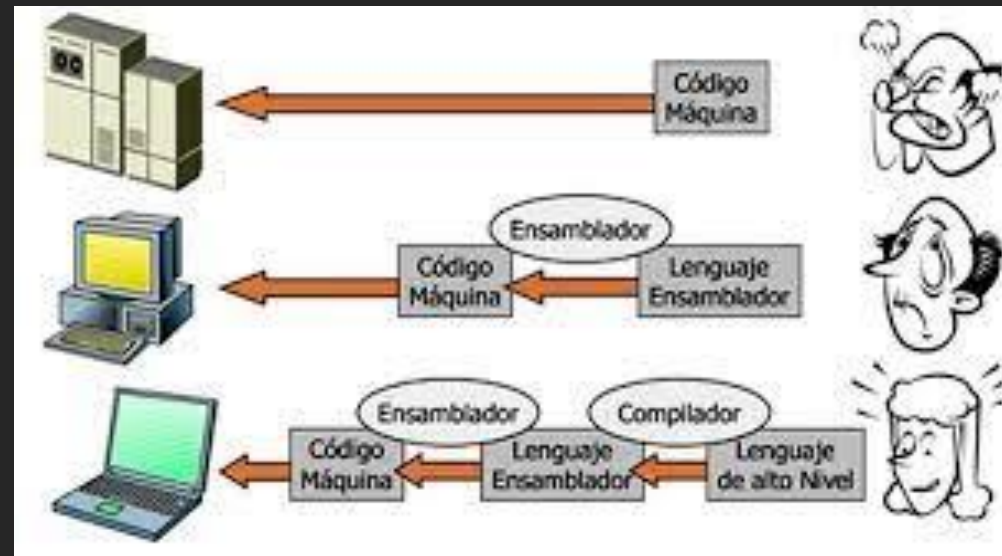 Código
Máquina
Ensamblador
Código
Máquina
Lenguaje
Ensamblador
Ensamblador
Compilador
Código
Máquina
Lenguaje
Ensamblador
Lenguaje
de alto Nivel